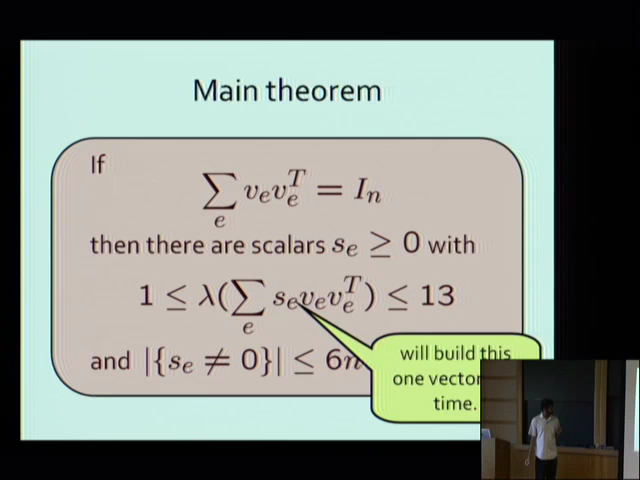 Main theorem
If
∑_e v_e v_e^T = I_n
then there are scalars s_e ≥ 0 with
1 ≤ λ(∑_e s_e v_e v_e^T) ≤ 13
and |{s_e ≠ 0}| ≤ 6n
will build this
one vector
time.